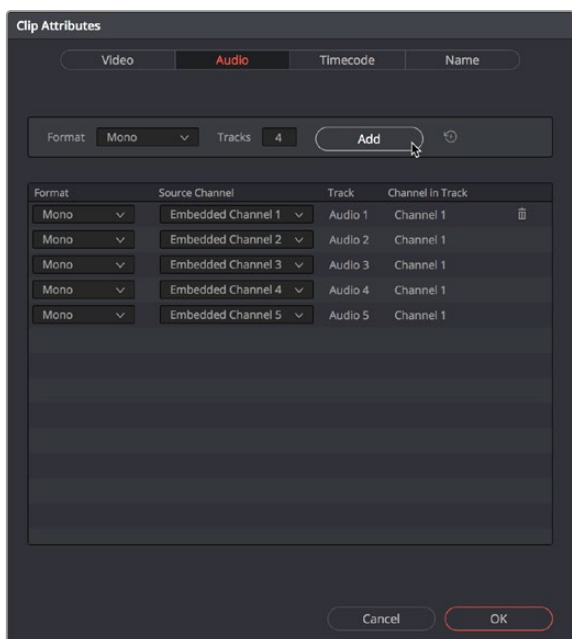 Clip Attributes
Video Audio Timecode Name
Format Mono Tracks 4 Add
Format Source Channel Track Channel in Track
Mono Embedded Channel 1 Audio 1 Channel 1
Mono Embedded Channel 2 Audio 2 Channel 1
Mono Embedded Channel 3 Audio 3 Channel 1
Mono Embedded Channel 4 Audio 4 Channel 1
Mono Embedded Channel 5 Audio 5 Channel 1
Cancel OK